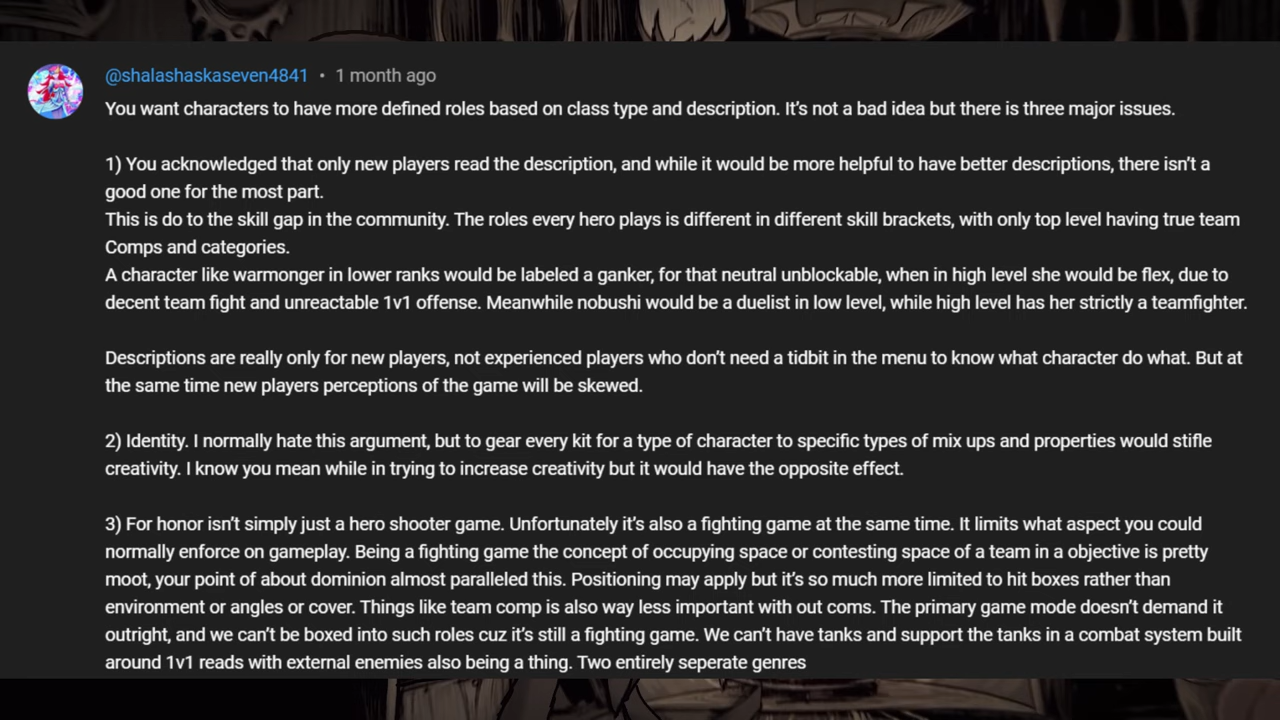 @shalashaskaseven4841 • 1 month ago
You want characters to have more defined roles based on class type and description. It's not a bad idea but there is three major issues.
1) You acknowledged that only new players read the description, and while it would be more helpful to have better descriptions, there isn't a
good one for the most part.
This is do to the skill gap in the community. The roles every hero plays is different in different skill brackets, with only top level having true team
Comps and categories.
A character like warmonger in lower ranks would be labeled a ganker, for that neutral unblockable, when in high level she would be flex, due to
decent team fight and unreactable 1v1 offense. Meanwhile nobushi would be a duelist in low level, while high level has her strictly a teamfighter.
Descriptions are really only for new players, not experienced players who don't need a tidbit in the menu to know what character do what. But at
the same time new players perceptions of the game will be skewed.
2) Identity. I normally hate this argument, but to gear every kit for a type of character to specific types of mix ups and properties would stifle
creativity. I know you mean while in trying to increase creativity but it would have the opposite effect.
3) For honor isn't simply just a hero shooter game. Unfortunately it's also a fighting game at the same time. It limits what aspect you could
normally enforce on gameplay. Being a fighting game the concept of occupying space or contesting space of a team in a objective is pretty
moot, your point of about dominion almost paralleled this. Positioning may apply but it's so much more limited to hit boxes rather than
environment or angles or cover. Things like team comp is also way less important with out coms. The primary game mode doesn't demand it
outright, and we can't be boxed into such roles cuz it's still a fighting game. We can't have tanks and support the tanks in a combat system built
around 1v1 reads with external enemies also being a thing. Two entirely seperate genres